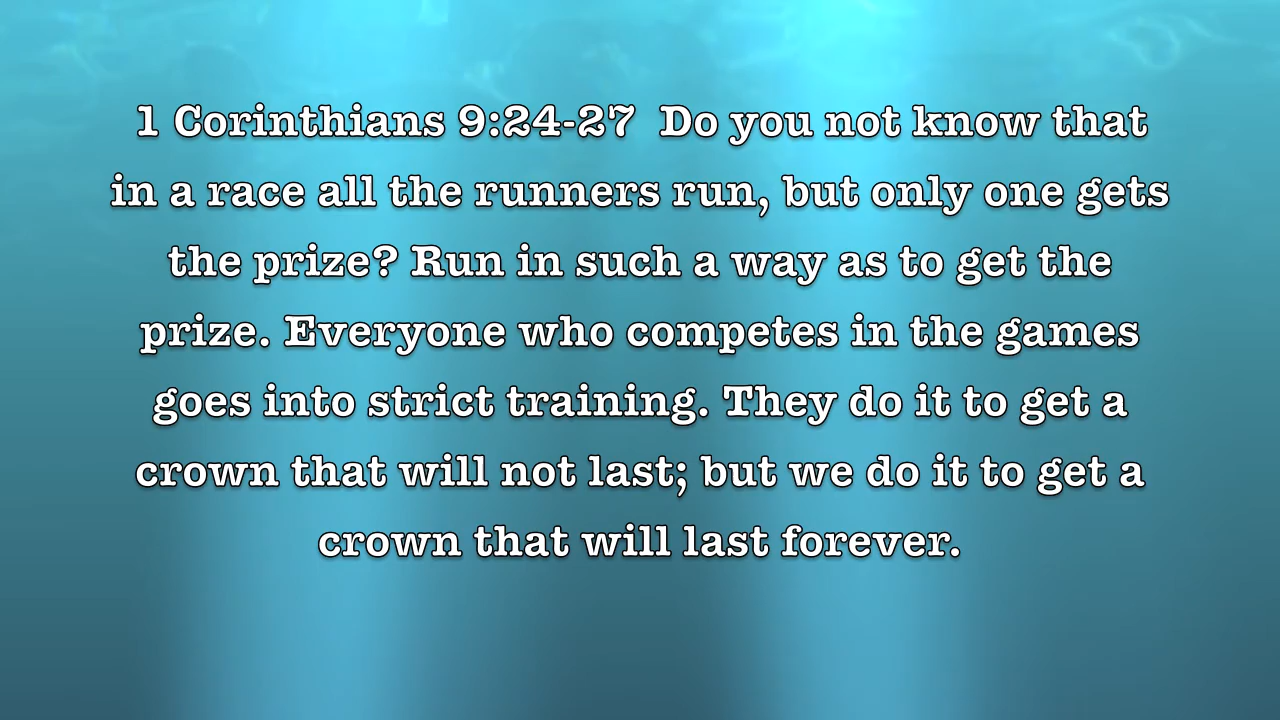 1 Corinthians 9:24-27  Do you not know that
in a race all the runners run, but only one gets
the prize? Run in such a way as to get the
prize. Everyone who competes in the games
goes into strict training. They do it to get a
crown that will not last; but we do it to get a
crown that will last forever.